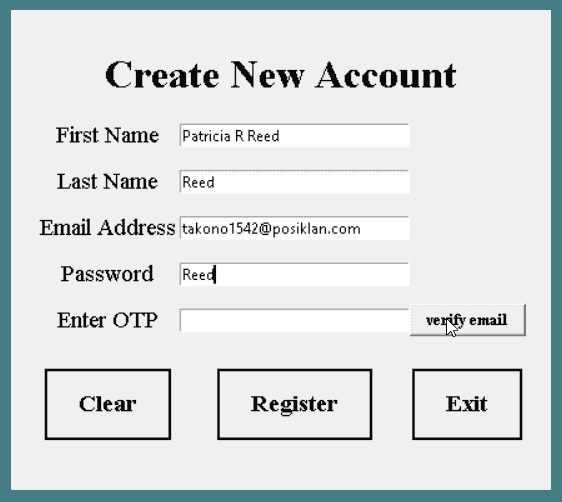 Create New Account
First Name Patricia R Reed
Last Name Reed
Email Address takono1542@posiklan.com
Password Reed
Enter OTP verify email
Clear Register Exit